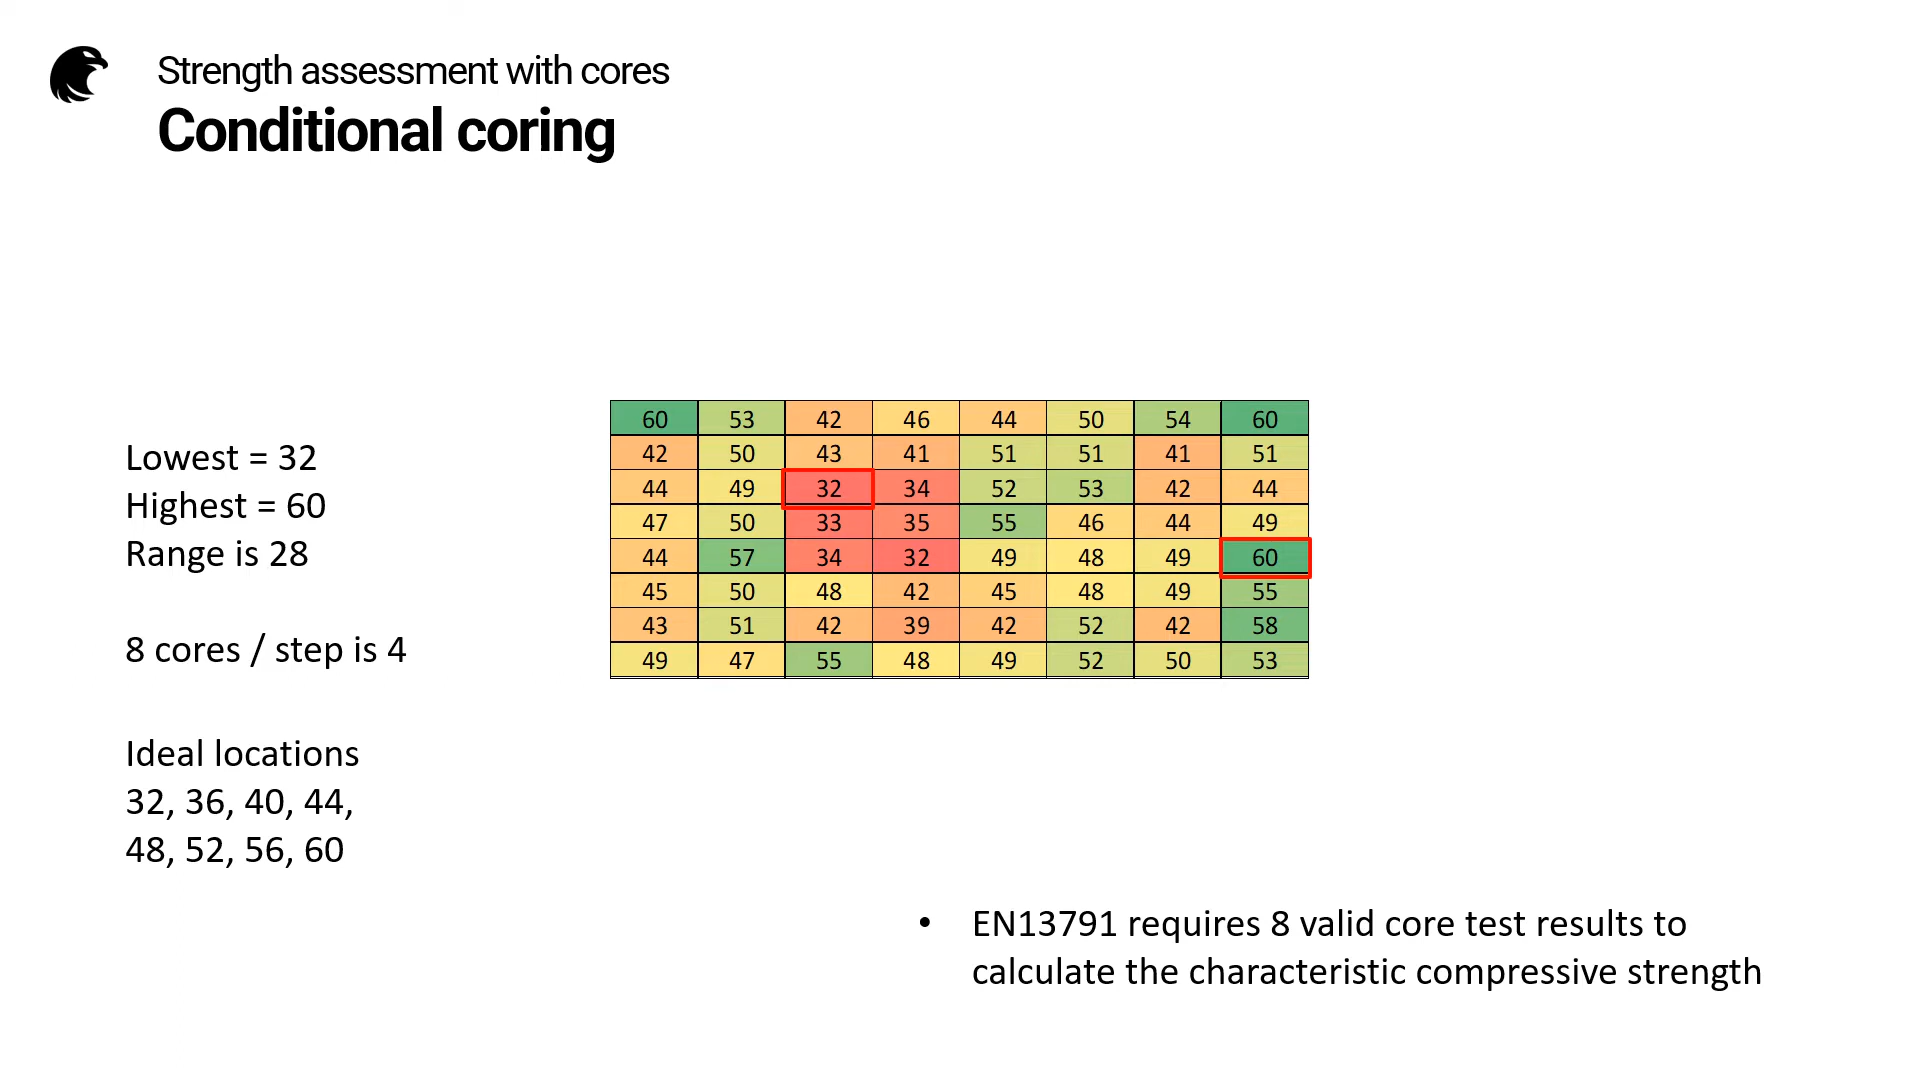 Strength assessment with cores
Conditional coring
Lowest = 32
Highest = 60
Range is 28
8 cores / step is 4
Ideal locations
32, 36, 40, 44,
48, 52, 56, 60
60 53 42 46 44 50 54 60
42 50 43 41 51 51 41 51
44 49 32 34 52 53 42 44
47 50 33 35 55 46 44 49
44 57 34 32 49 48 49 60
45 50 48 42 45 48 49 55
43 51 42 39 42 52 42 58
49 47 55 48 49 52 50 53
• EN13791 requires 8 valid core test results to
calculate the characteristic compressive strength